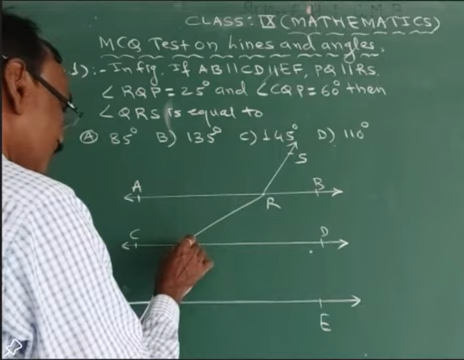 CLASS: IX (MATHEMATICS)
MCQ Test on Lines and angles.
1):- In fig. If AB||CD||EF, PQ||RS.
∠RQP = 25° and ∠CQP = 60° then
∠QRS is equal to
A) 85° B) 135° C) 145° D) 110°
S
A B
R
C D
E